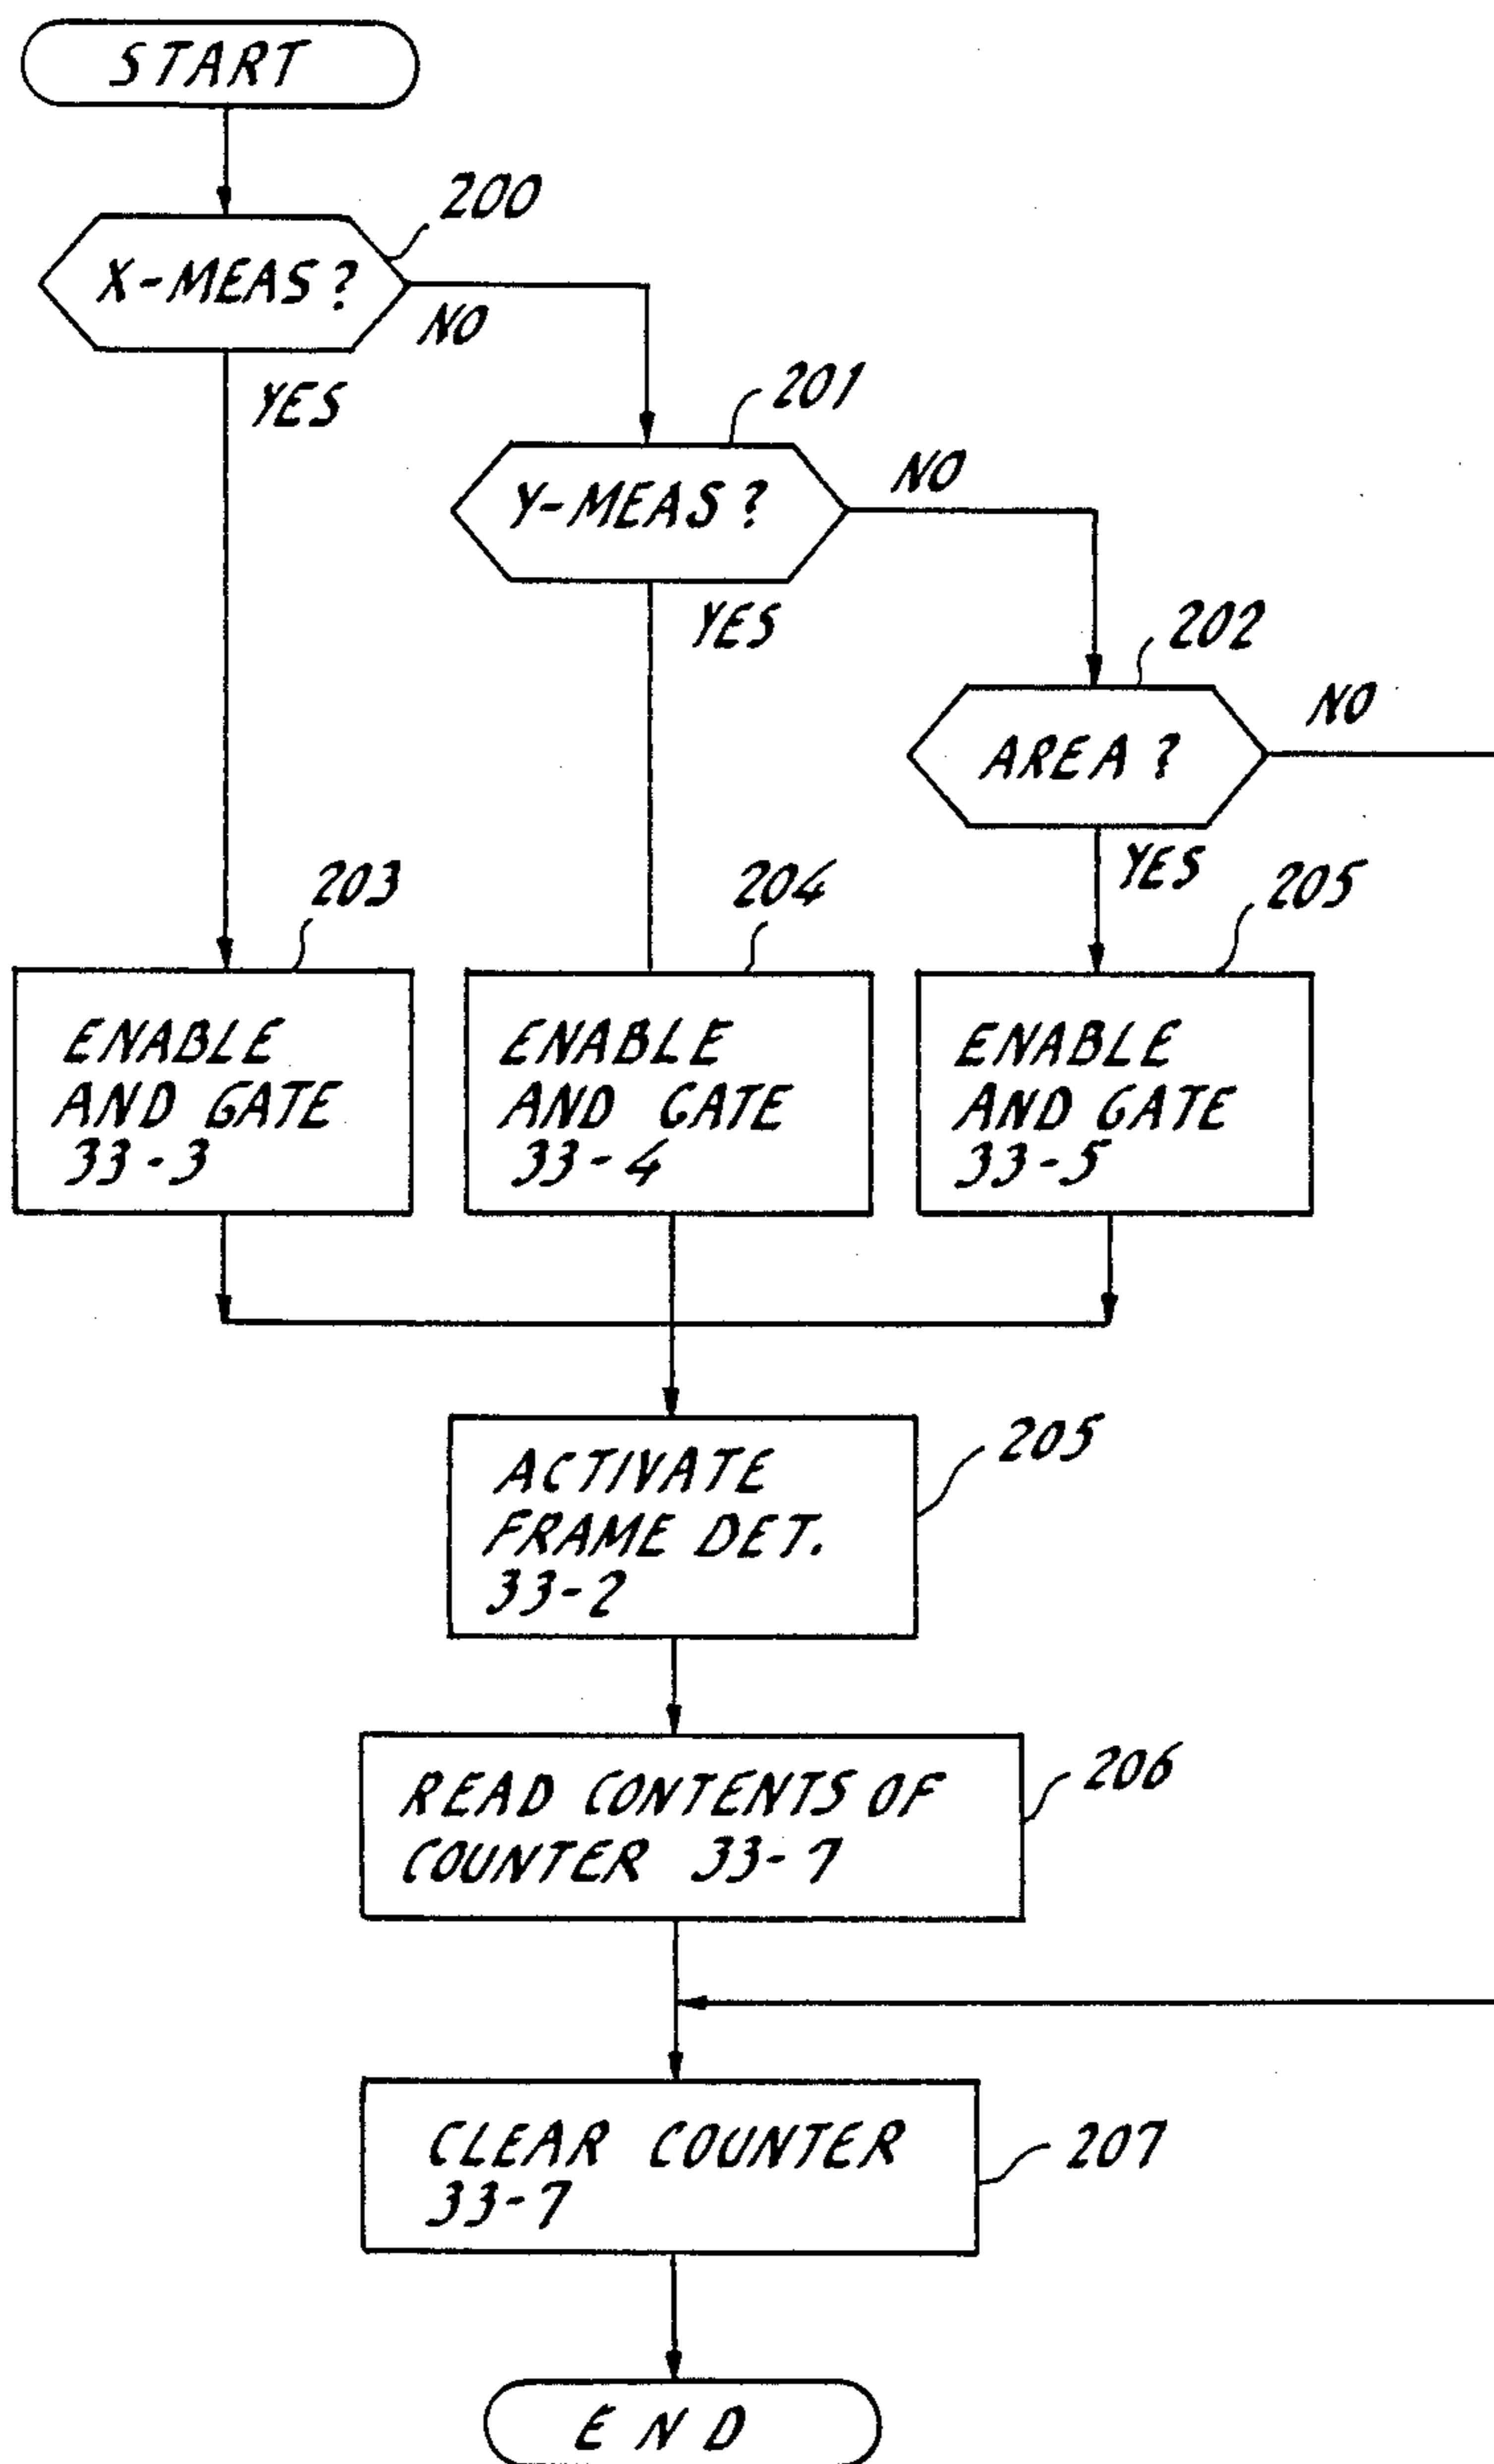 START
200
X-MEAS?
NO
YES
201
Y-MEAS?
NO
YES
202
AREA?
NO
YES
203
ENABLE
AND GATE
33-3
204
ENABLE
AND GATE
33-4
205
ENABLE
AND GATE
33-5
205
ACTIVATE
FRAME DET.
33-2
206
READ CONTENTS OF
COUNTER 33-7
207
CLEAR COUNTER
33-7
END